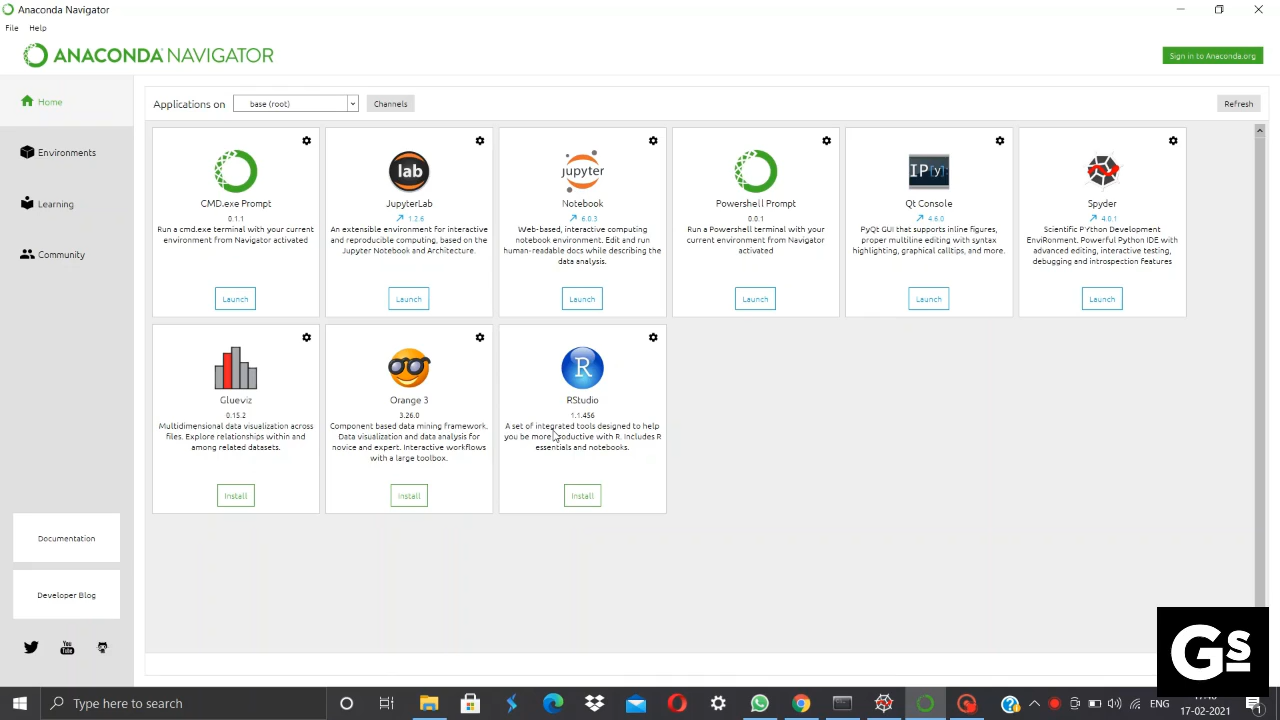 Anaconda Navigator
File Help
ANACONDA NAVIGATOR
Sign in to Anaconda.org
Home
Environments
Learning
Community
Documentation
Developer Blog
You Tube
Applications on base (root) Channels
Refresh
CMD.exe Prompt
0.1.1
Run a cmd.exe terminal with your current
environment from Navigator activated
Launch
lab
JupyterLab
1.2.6
An extensible environment for interactive
and reproducible computing, based on the
Jupyter Notebook and Architecture.
Launch
jupyter
Notebook
6.0.3
Web-based, interactive computing
notebook environment. Edit and run
human-readable docs while describing the
data analysis.
Launch
Powershell Prompt
0.0.1
Run a Powershell terminal with your
current environment from Navigator
activated
Launch
IP[y]
Qt Console
4.6.0
PyQt GUI that supports inline figures,
proper multiline editing with syntax
highlighting, graphical calltips, and more.
Launch
Spyder
4.0.1
Scientific PYthon Development
EnviRonment. Powerful Python IDE with
advanced editing, interactive testing,
debugging and introspection features
Launch
Glueviz
0.15.2
Multidimensional data visualization across
files. Explore relationships within and
among related datasets.
Install
Orange 3
3.26.0
Component based data mining framework.
Data visualization and data analysis for
novice and expert. Interactive workflows
with a large toolbox.
Install
R
RStudio
1.1.456
A set of integrated tools designed to help
you be more productive with R. Includes R
essentials and notebooks.
Install
Gs
Type here to search
ENG
17-02-2021